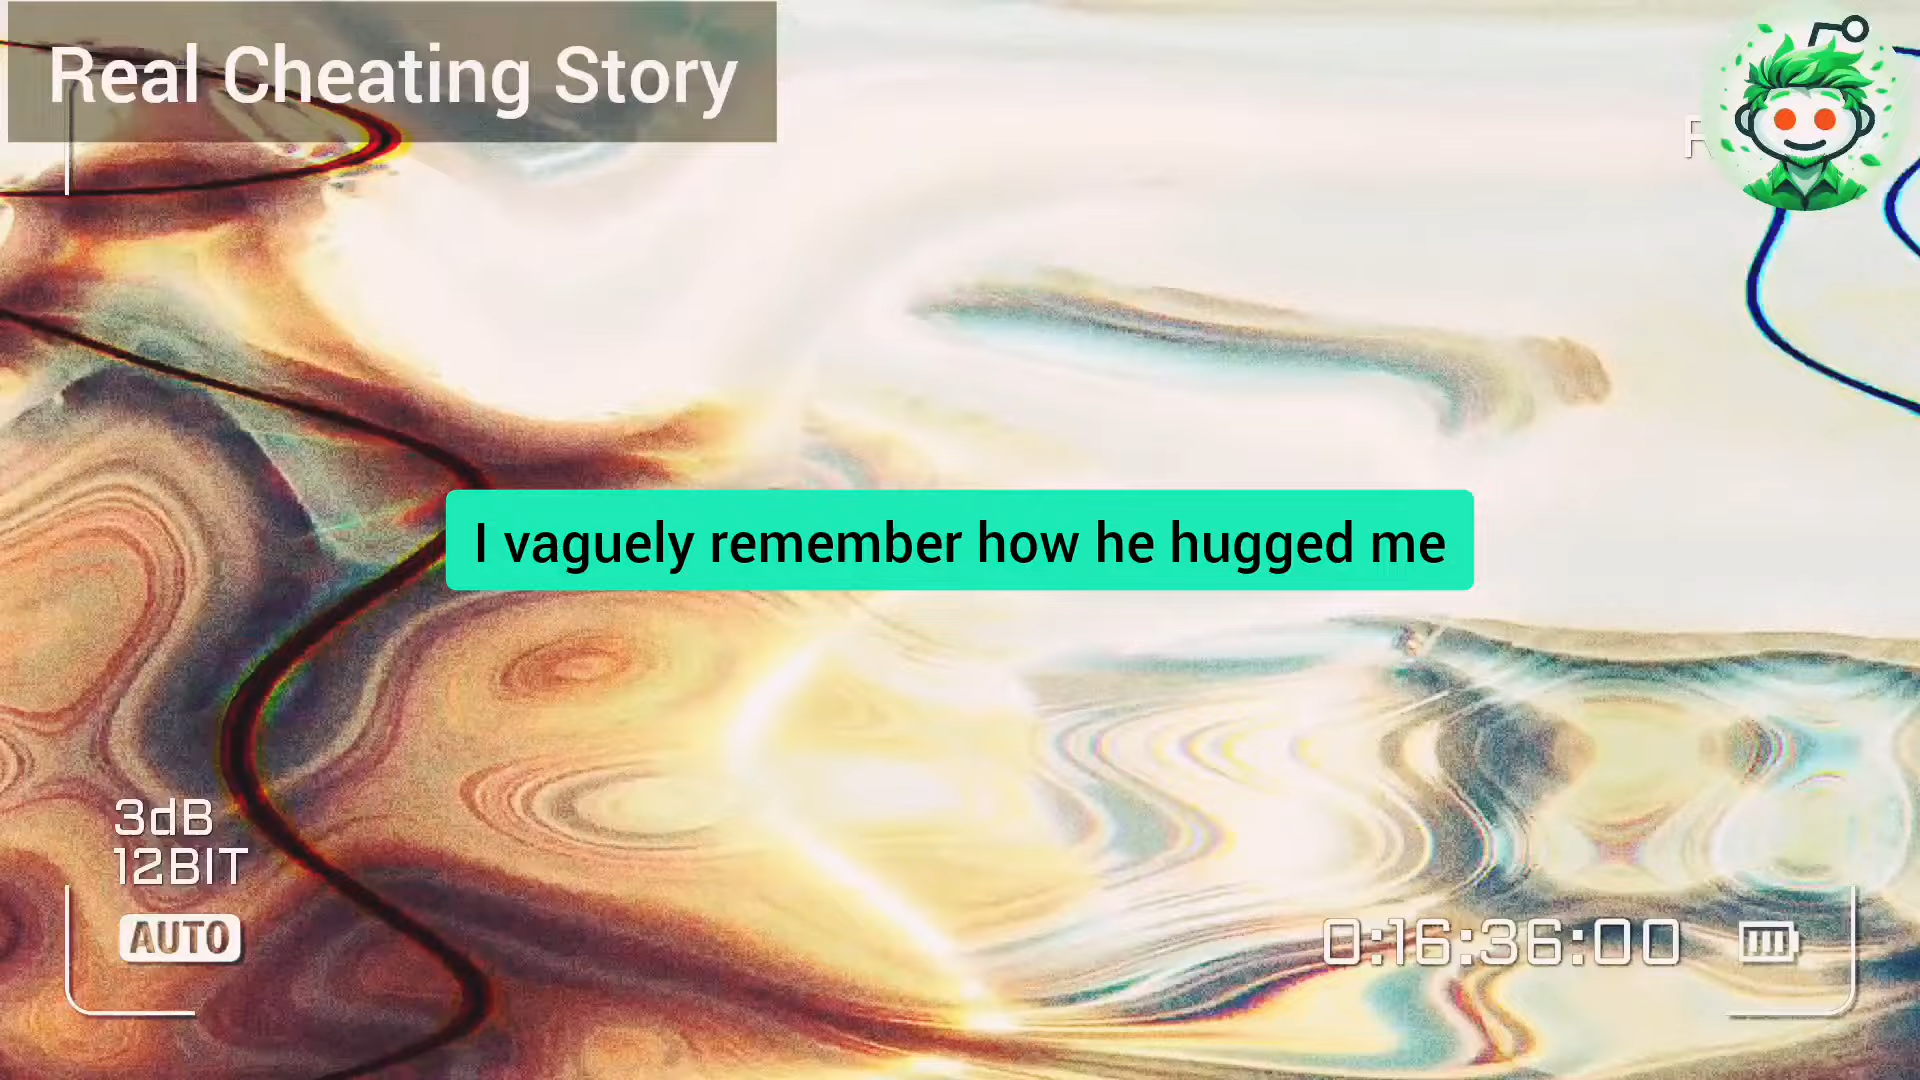 Real Cheating Story
I vaguely remember how he hugged me
3dB
12BIT
AUTO
0:16:36:00